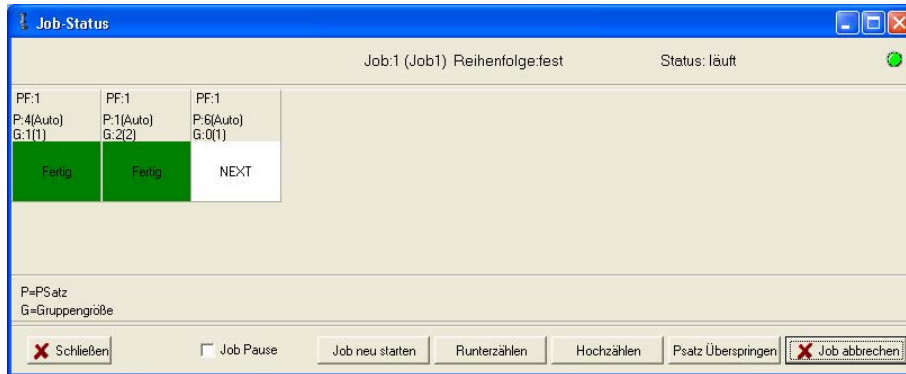 Job-Status
Job:1 (Job1) Reihenfolge:fest Status: läuft
PF:1 PF:1 PF:1
P:4(Auto) P:1(Auto) P:6(Auto)
G:1(1) G:2(2) G:0(1)
Fertig Fertig NEXT
P=PSatz
G=Gruppengröße
Schließen Job Pause Job neu starten Runterzählen Hochzählen Psatz Überspringen Job abbrechen